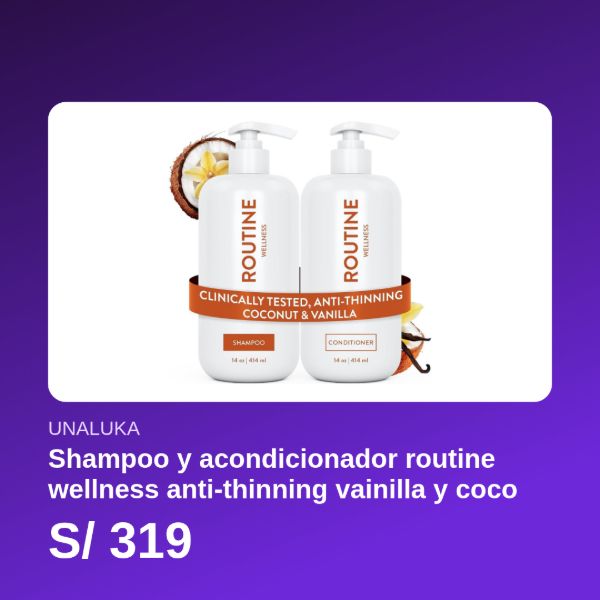 ROUTINE
WELLNESS
ROUTINE
WELLNESS
CLINICALLY TESTED, ANTI-THINNING
COCONUT & VANILLA
SHAMPOO
CONDITIONER
14 oz | 414 ml
14 oz | 414 ml
UNALUKA
Shampoo y acondicionador routine
wellness anti-thinning vainilla y coco
S/ 319